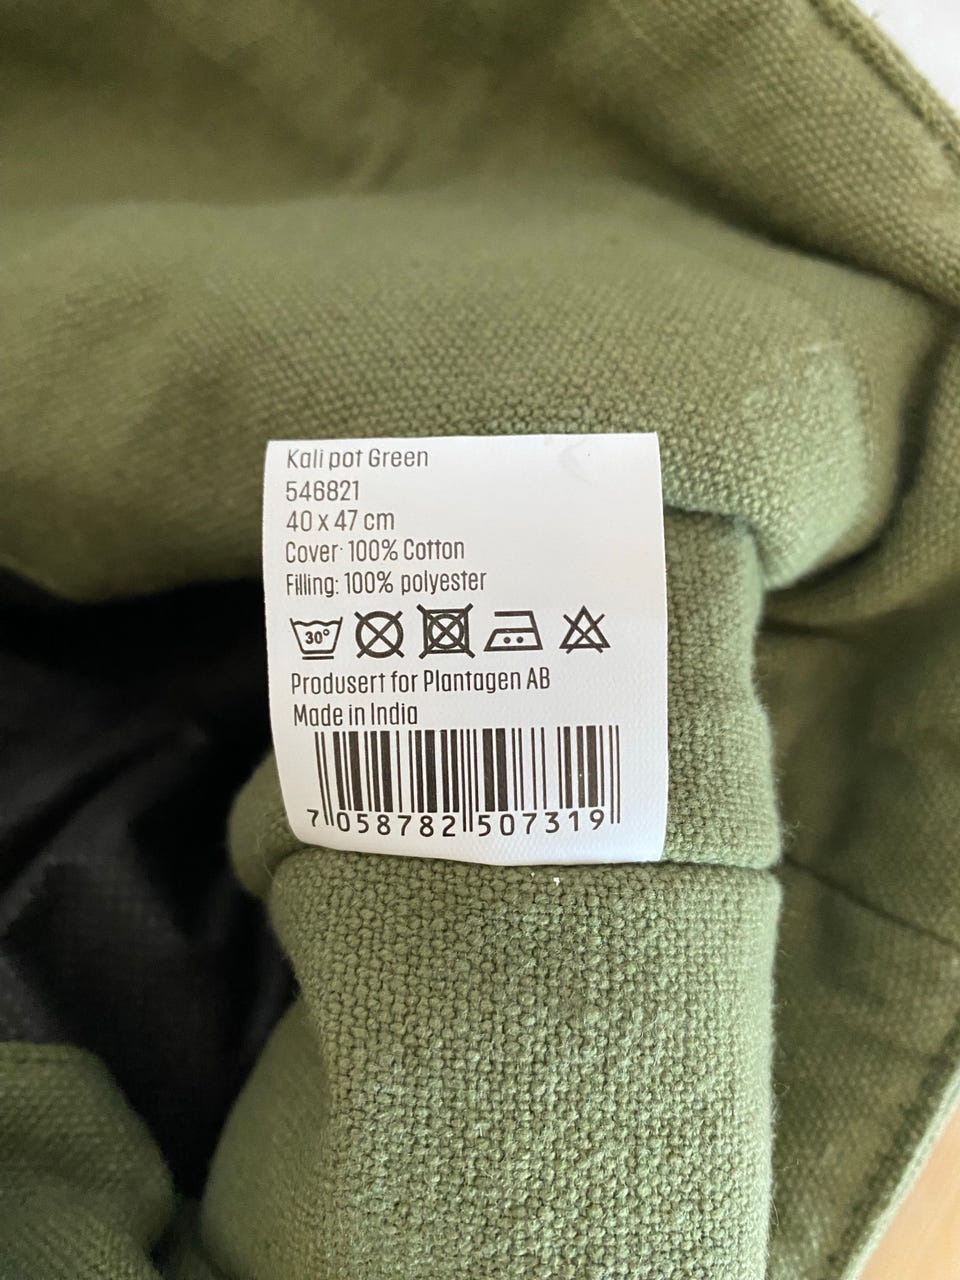 Kali pot Green
546821
40 x 47 cm
Cover: 100% Cotton
Filling: 100% polyester
30°
Produsert for Plantagen AB
Made in India
7 058782 507319